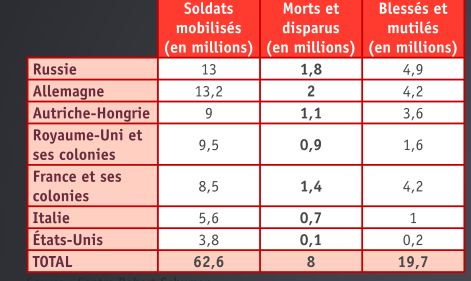 Soldats mobilisés (en millions) Morts et disparus (en millions) Blessés et mutilés (en millions)
Russie 13 1,8 4,9
Allemagne 13,2 2 4,2
Autriche-Hongrie 9 1,1 3,6
Royaume-Uni et ses colonies 9,5 0,9 1,6
France et ses colonies 8,5 1,4 4,2
Italie 5,6 0,7 1
États-Unis 3,8 0,1 0,2
TOTAL 62,6 8 19,7